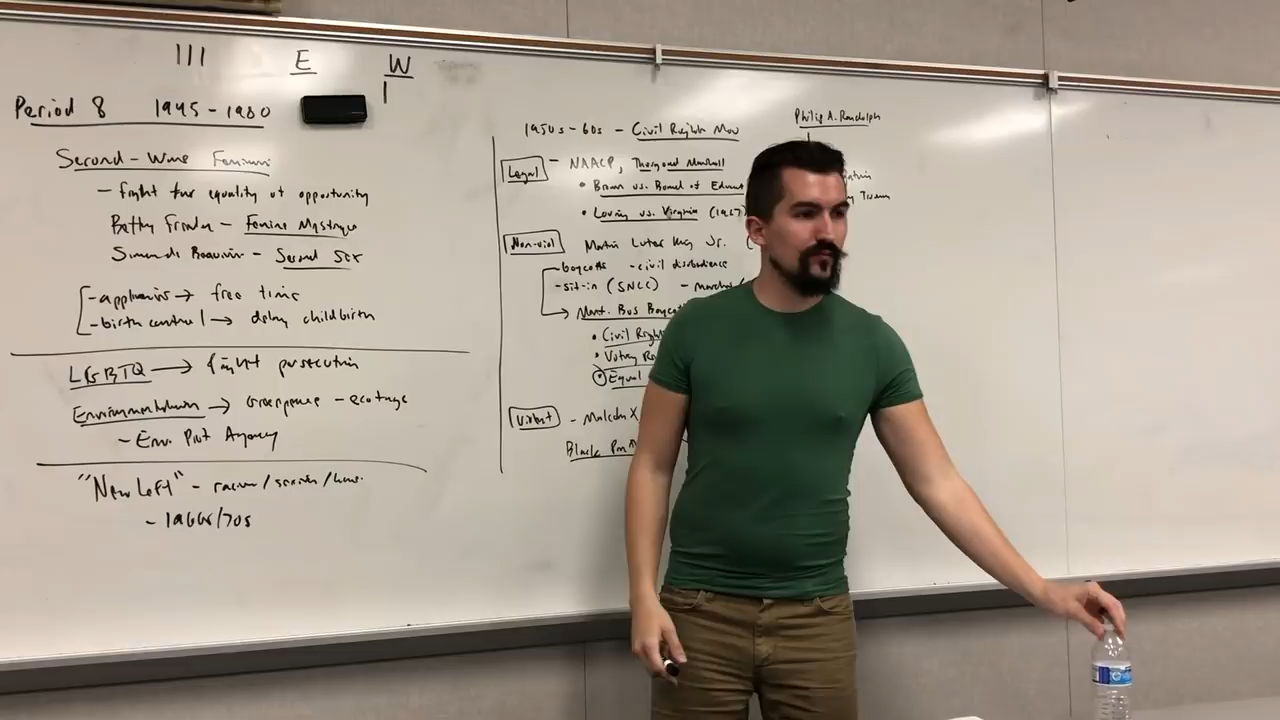 III E W
I
Period 8 1945-1980
Second-Wave Feminism
- fight for equality of opportunity
Betty Friedan - Feminine Mystique
Simone de Beauvoir - Second Sex
- appliances → free time
- birth control → delay childbirth
LGBTQ → fight persecution
Environmentalism → Greenpeace - ecotage
- Env. Prot Agency
"New Left" - racism/sexism/
- 1960s/70s
1950s-60s - Civil Rights Mov
Legal - NAACP, Thurgood Marshall
• Brown vs. Board of Educ
• Loving vs. Virginia (1967)
Non-viol Martin Luther King Jr. (
- boycotts - civil disobedience
- sit-in (SNCC) -
→ Mont. Bus Boyco
• Civil Right
• Voting R
• Equal
Violent - Malcolm X
Black Pan
Philip A. Randolph